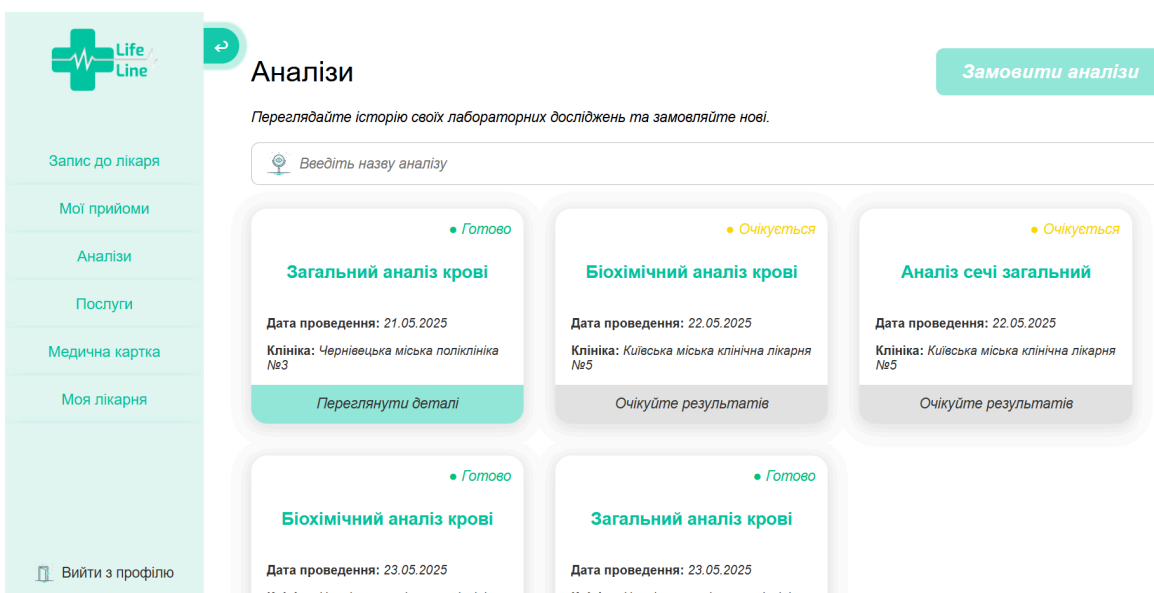 Life
Line
Аналізи
Замовити аналізи
Переглядайте історію своїх лабораторних досліджень та замовляйте нові.
Введіть назву аналізу
Запис до лікаря
Мої прийоми
Аналізи
Послуги
Медична картка
Моя лікарня
Вийти з профілю
Готово
Загальний аналіз крові
Дата проведення: 21.05.2025
Клініка: Чернівецька міська поліклініка
№3
Переглянути деталі
Очікується
Біохімічний аналіз крові
Дата проведення: 22.05.2025
Клініка: Київська міська клінічна лікарня
№5
Очікуйте результатів
Очікується
Аналіз сечі загальний
Дата проведення: 22.05.2025
Клініка: Київська міська клінічна лікарня
№5
Очікуйте результатів
Готово
Біохімічний аналіз крові
Дата проведення: 23.05.2025
Готово
Загальний аналіз крові
Дата проведення: 23.05.2025